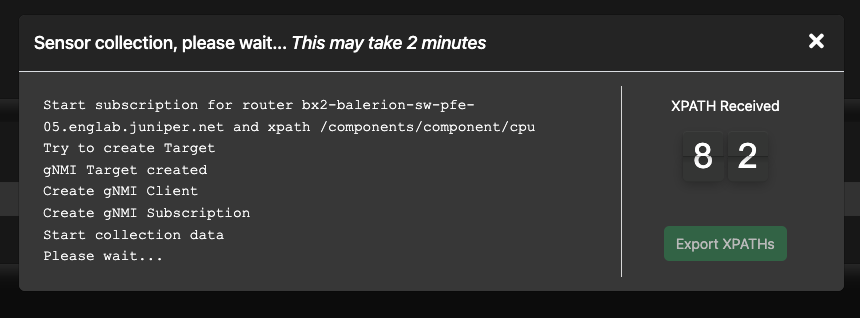 Sensor collection, please wait... This may take 2 minutes
Start subscription for router bx2-balerion-sw-pfe-
05.englab.juniper.net and xpath /components/component/cpu
Try to create Target
gNMI Target created
Create gNMI Client
Create gNMI Subscription
Start collection data
Please wait...
XPATH Received
82
Export XPATHs